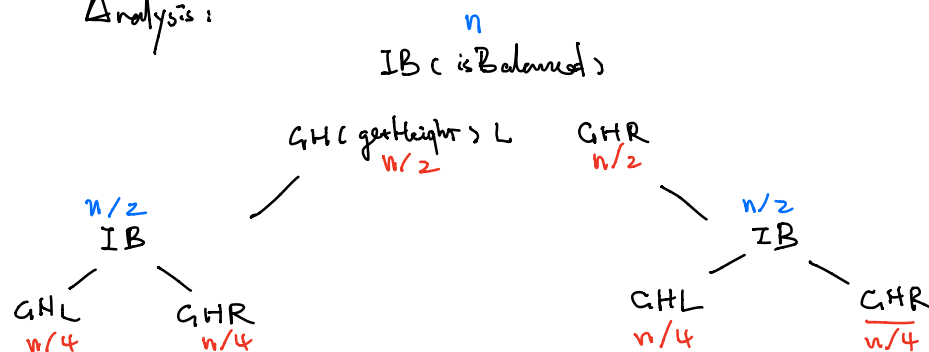 Analysis:
n
IB ( isBalanced )
GH ( getHeight ) L GHR
n/2 n/2
n/2 n/2
IB IB
GHL GHR GHL GHR
n/4 n/4 n/4 n/4